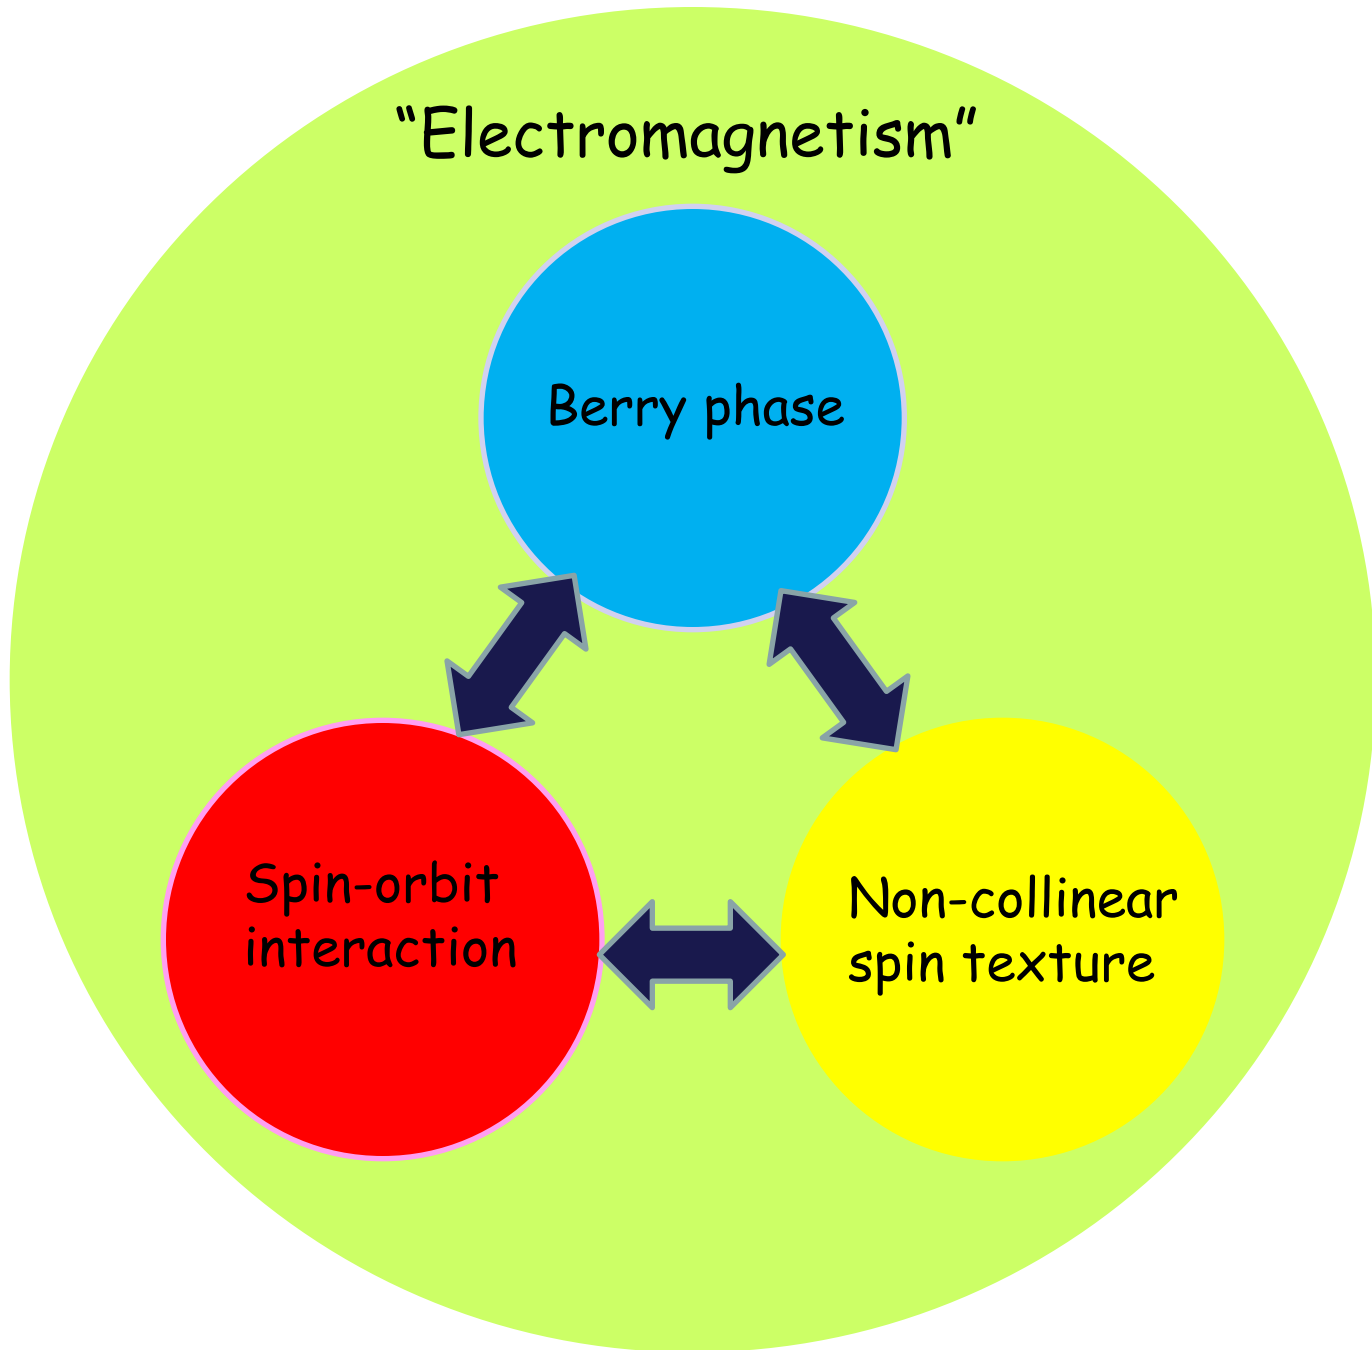 “Electromagnetism”
Berry phase
Spin-orbit
interaction
Non-collinear
spin texture